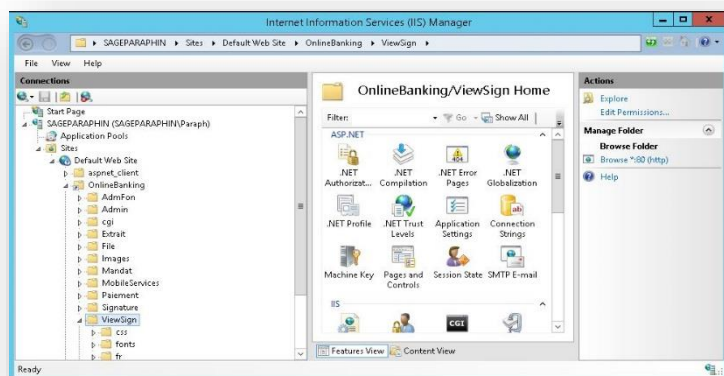 Internet Information Services (IIS) Manager
SAGEPARAPHIN ▸ Sites ▸ Default Web Site ▸ OnlineBanking ▸ ViewSign ▸
File View Help
Connections
Start Page
SAGEPARAPHIN (SAGEPARAPHIN\Paraph)
Application Pools
Sites
Default Web Site
aspnet_client
OnlineBanking
AdmFon
Admin
cgi
Extrait
File
Images
Mandat
MobileServices
Paiement
Signature
ViewSign
css
fonts
fr
OnlineBanking/ViewSign Home
Filter: Go Show All
ASP.NET
.NET Authorizat... .NET Compilation .NET Error Pages .NET Globalization
.NET Profile .NET Trust Levels Application Settings Connection Strings
Machine Key Pages and Controls Session State SMTP E-mail
IIS
CGI
Features View Content View
Actions
Explore
Edit Permissions...
Manage Folder
Browse Folder
Browse *:80 (http)
Help
Ready